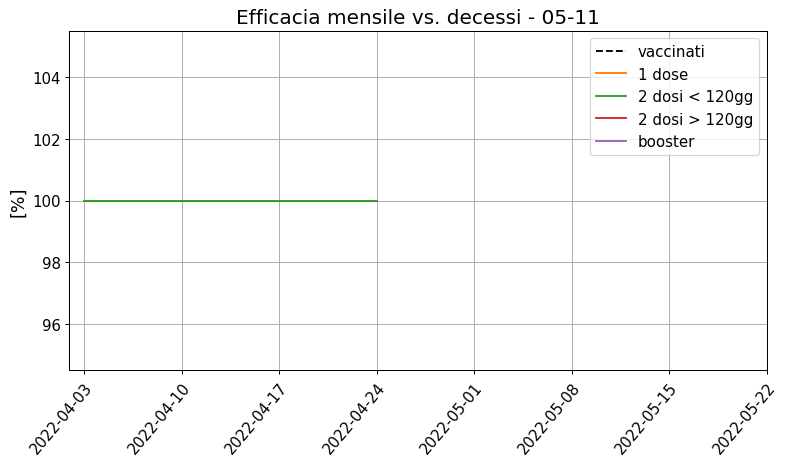 Efficacia mensile vs. decessi - 05-11
vaccinati
1 dose
2 dosi < 120gg
2 dosi > 120gg
booster
[%]
104
102
100
98
96
2022-04-03
2022-04-10
2022-04-17
2022-04-24
2022-05-01
2022-05-08
2022-05-15
2022-05-22